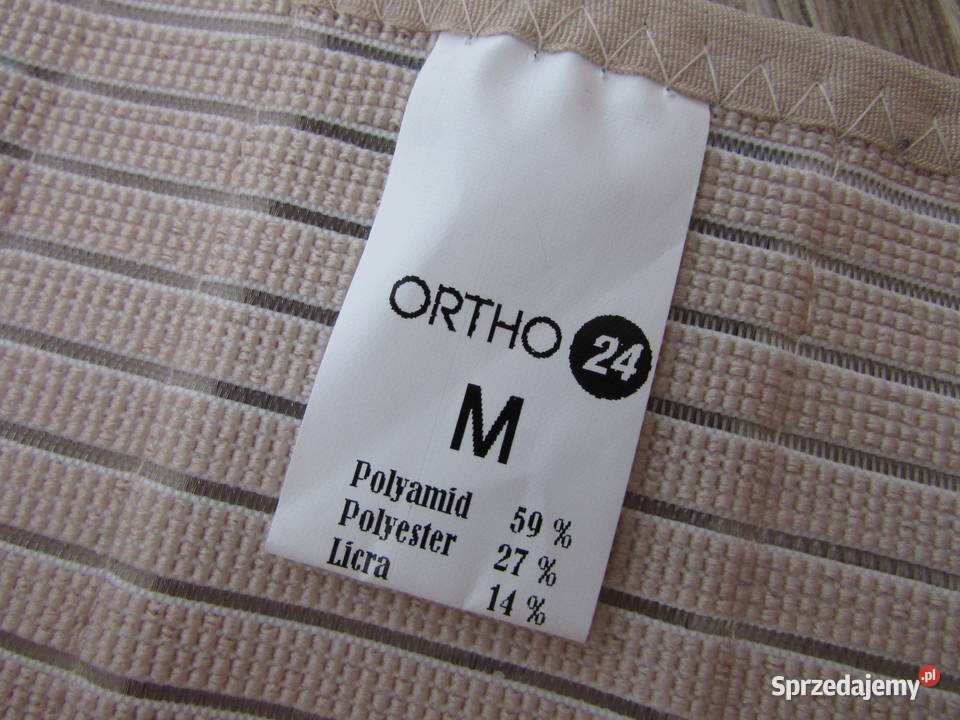 ORTHO 24
M
Polyamid 59 %
Polyester 27 %
Licra 14 %
Sprzedajemy.pl